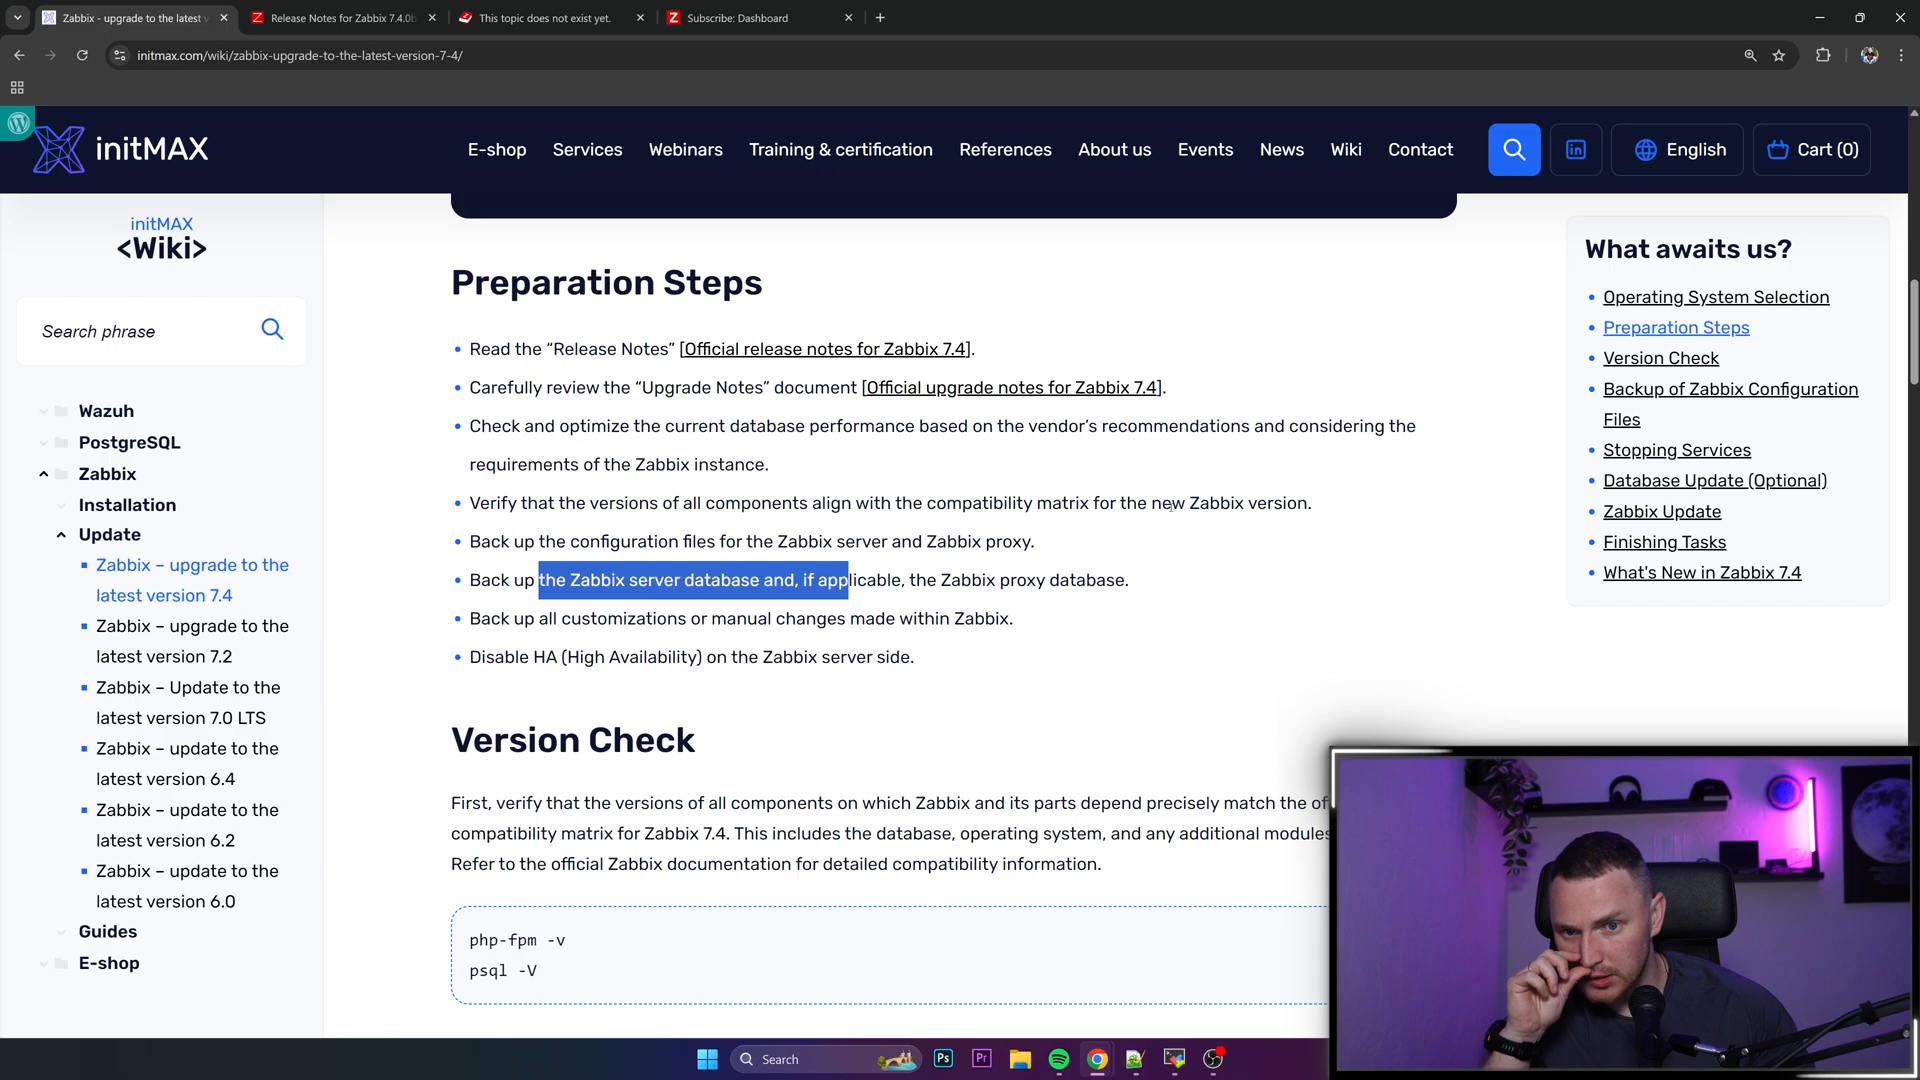 Zabbix - upgrade to the latest v
Release Notes for Zabbix 7.4.0b
This topic does not exist yet.
Subscribe: Dashboard
initmax.com/wiki/zabbix-upgrade-to-the-latest-version-7-4/
initMAX
E-shop
Services
Webinars
Training & certification
References
About us
Events
News
Wiki
Contact
English
Cart (0)
initMAX
<Wiki>
Search phrase
Wazuh
PostgreSQL
Zabbix
Installation
Update
Zabbix – upgrade to the
latest version 7.4
Zabbix – upgrade to the
latest version 7.2
Zabbix – Update to the
latest version 7.0 LTS
Zabbix – update to the
latest version 6.4
Zabbix – update to the
latest version 6.2
Zabbix – update to the
latest version 6.0
Guides
E-shop
Preparation Steps
Read the “Release Notes” [Official release notes for Zabbix 7.4].
Carefully review the “Upgrade Notes” document [Official upgrade notes for Zabbix 7.4].
Check and optimize the current database performance based on the vendor’s recommendations and considering the
requirements of the Zabbix instance.
Verify that the versions of all components align with the compatibility matrix for the new Zabbix version.
Back up the configuration files for the Zabbix server and Zabbix proxy.
Back up the Zabbix server database and, if applicable, the Zabbix proxy database.
Back up all customizations or manual changes made within Zabbix.
Disable HA (High Availability) on the Zabbix server side.
Version Check
First, verify that the versions of all components on which Zabbix and its parts depend precisely match the of
compatibility matrix for Zabbix 7.4. This includes the database, operating system, and any additional modules
Refer to the official Zabbix documentation for detailed compatibility information.
php-fpm -v
psql -V
What awaits us?
Operating System Selection
Preparation Steps
Version Check
Backup of Zabbix Configuration
Files
Stopping Services
Database Update (Optional)
Zabbix Update
Finishing Tasks
What's New in Zabbix 7.4
Search
Ps
Pr